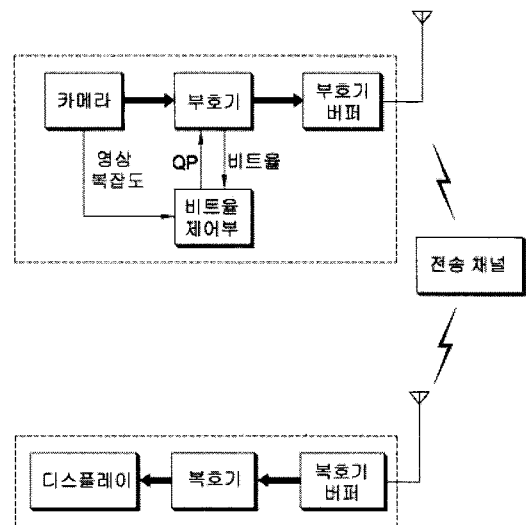 카메라
부호기
부호기
버퍼
영상
복잡도
QP
비트율
비트율
제어부
전송 채널
디스플레이
복호기
복호기
버퍼